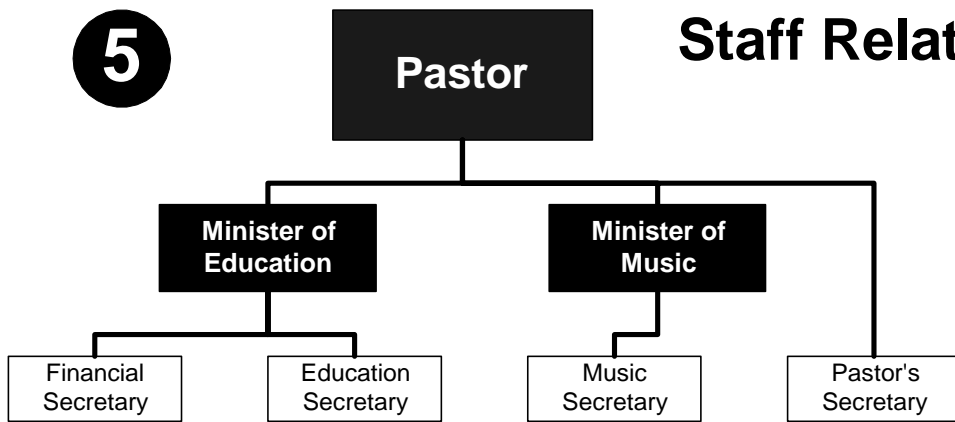 5
Staff Relat
Pastor
Minister of
Education
Minister of
Music
Financial
Secretary
Education
Secretary
Music
Secretary
Pastor's
Secretary